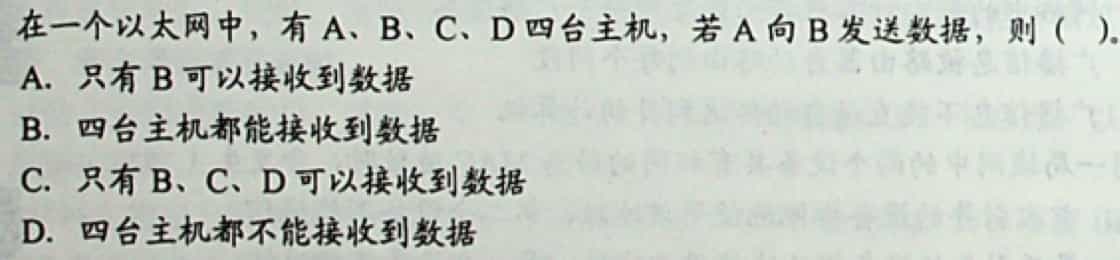 在一个以太网中，有 A、B、C、D 四台主机，若 A 向 B 发送数据，则（ ）。
A. 只有 B 可以接收到数据
B. 四台主机都能接收到数据
C. 只有 B、C、D 可以接收到数据
D. 四台主机都不能接收到数据